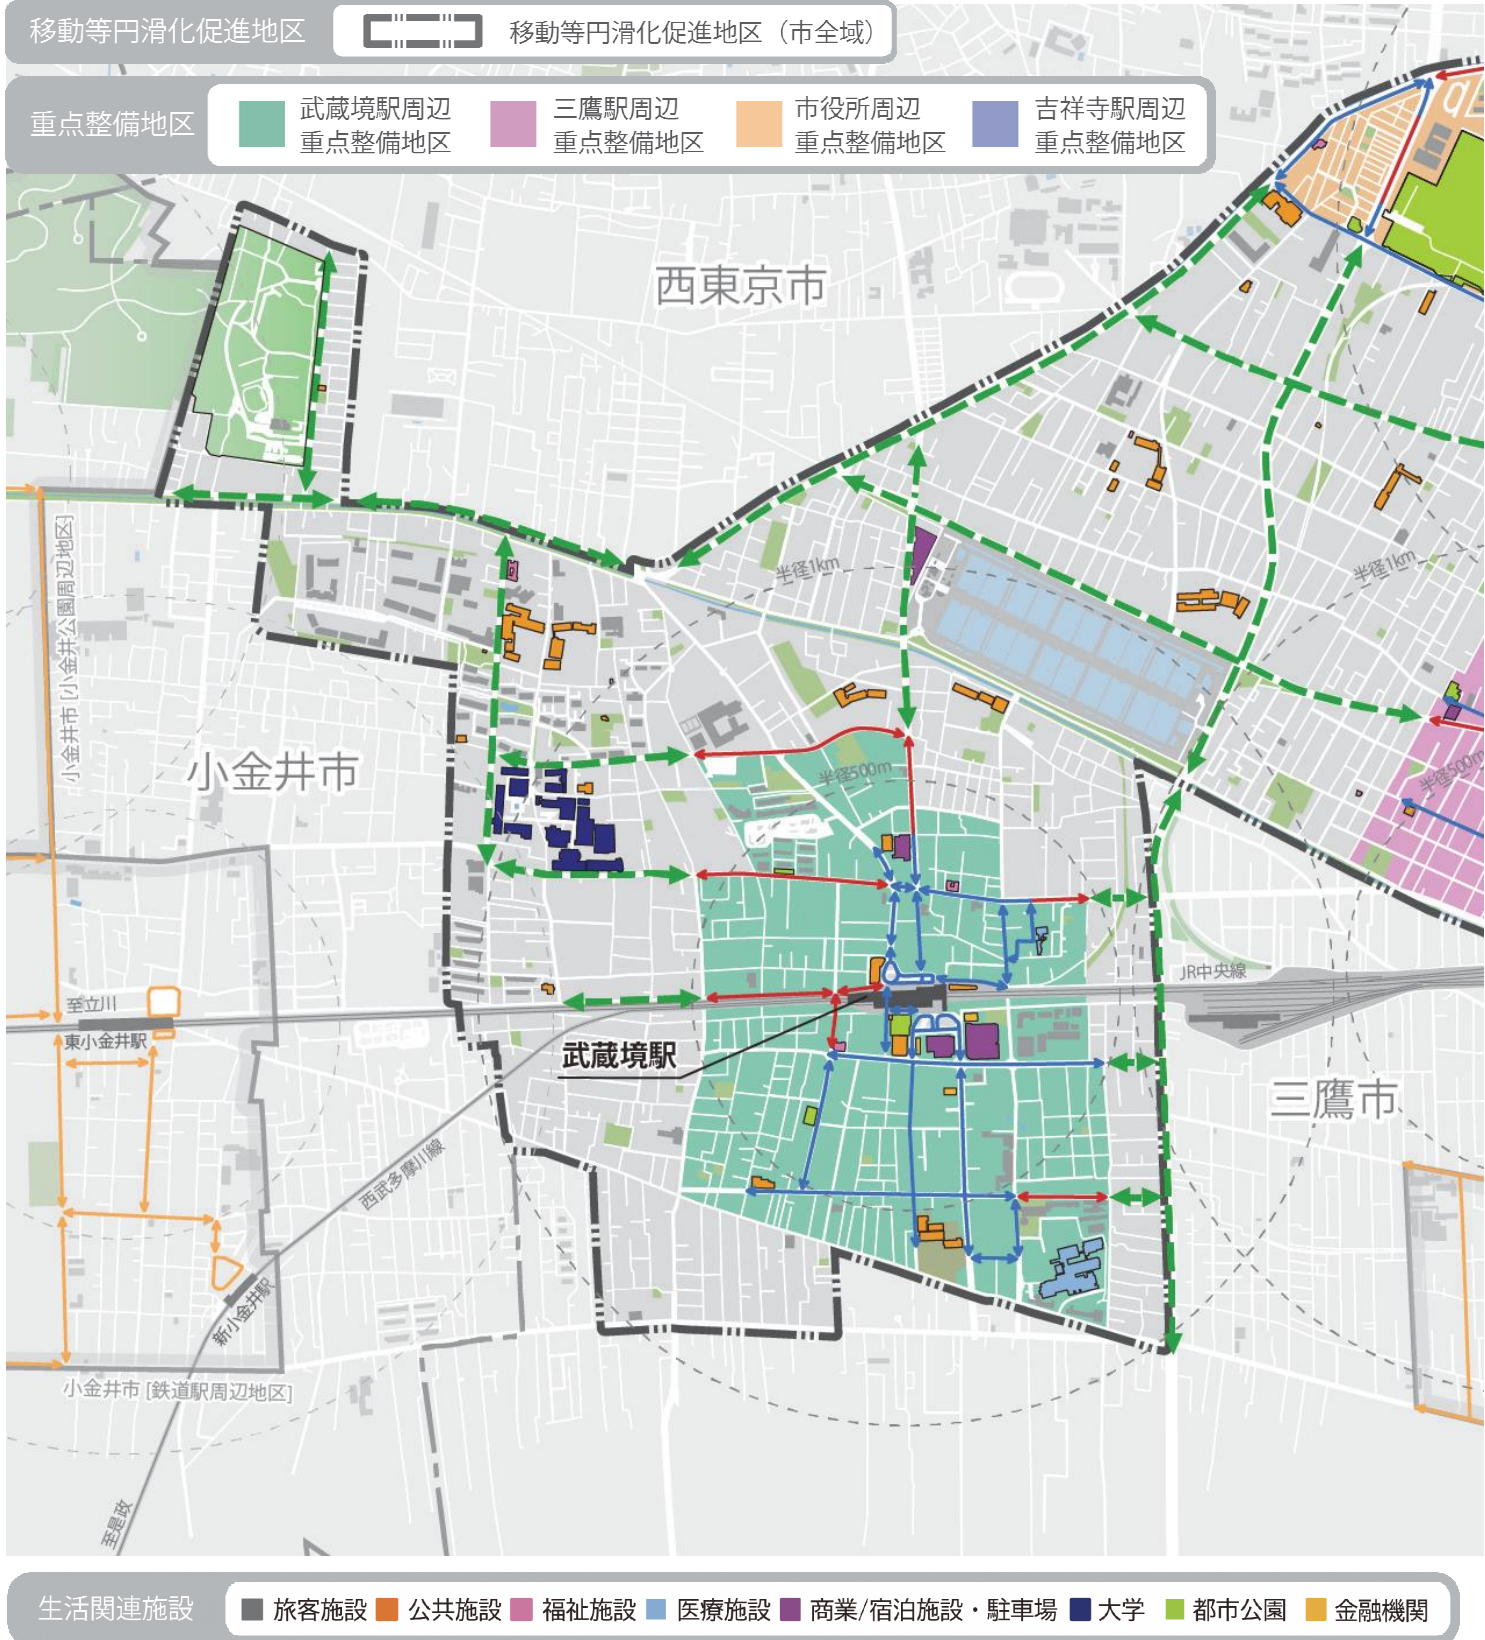 移動等円滑化促進地区
移動等円滑化促進地区（市全域）
重点整備地区
武蔵境駅周辺
重点整備地区
三鷹駅周辺
重点整備地区
市役所周辺
重点整備地区
吉祥寺駅周辺
重点整備地区
西東京市
半径1km
半径1km
小金井市 [小金井公園周辺地区]
小金井市
半径500m
半径500m
JR中央線
至立川
東小金井駅
武蔵境駅
三鷹市
西武多摩川線
新小金井駅
小金井市 [鉄道駅周辺地区]
至是政
生活関連施設
旅客施設
公共施設
福祉施設
医療施設
商業/宿泊施設・駐車場
大学
都市公園
金融機関